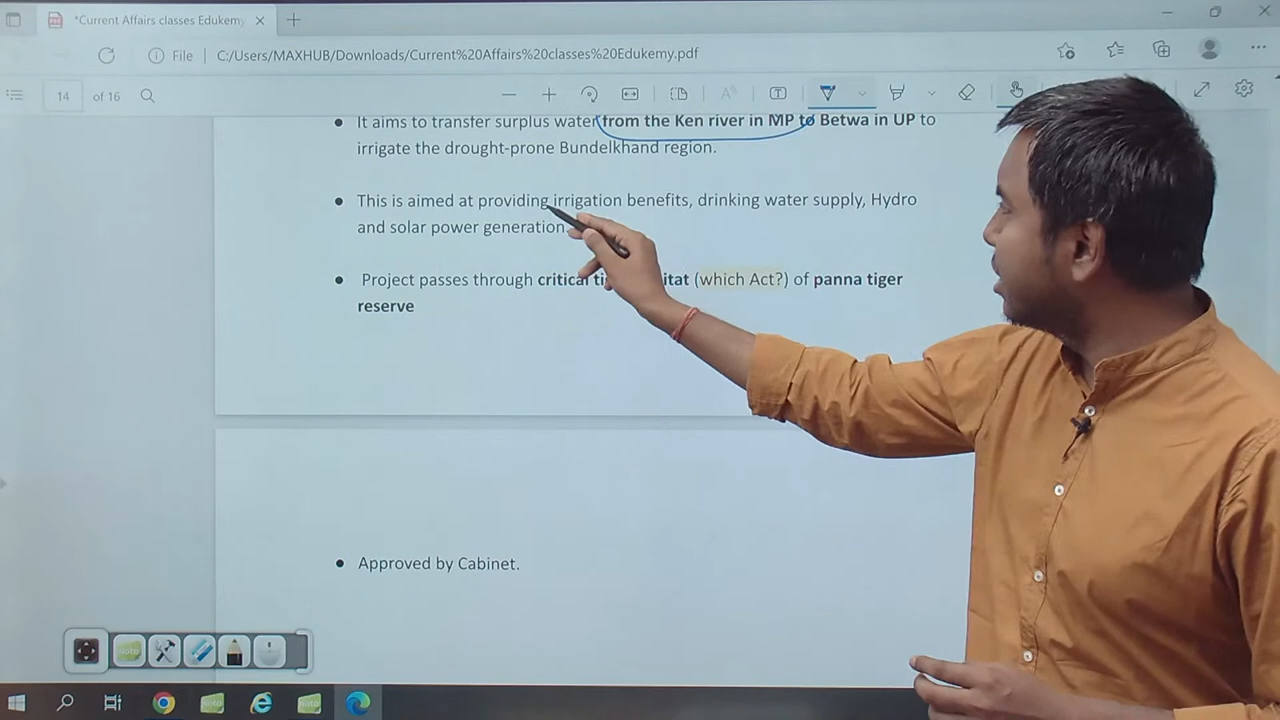 *Current Affairs classes Edukemy
File
C:/Users/MAXHUB/Downloads/Current%20Affairs%20classes%20Edukemy.pdf
14 of 16
It aims to transfer surplus water from the Ken river in MP to Betwa in UP to
irrigate the drought-prone Bundelkhand region.
This is aimed at providing irrigation benefits, drinking water supply, Hydro
and solar power generation
Project passes through critical (which Act?) of panna tiger
reserve
Approved by Cabinet.